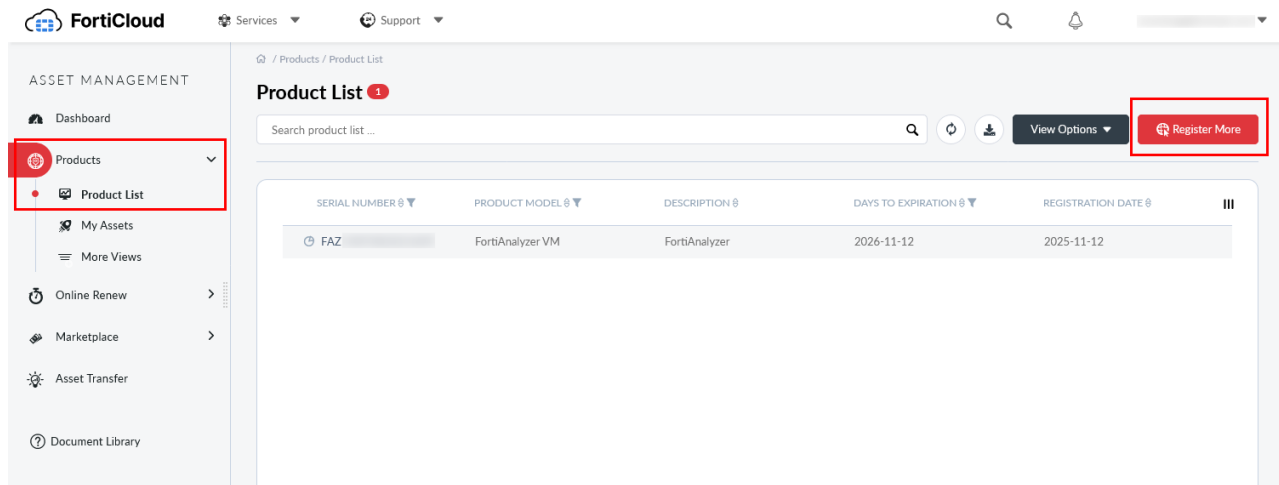 FortiCloud Services Support
/ Products / Product List
ASSET MANAGEMENT
Product List 1
Dashboard
Search product list ...
View Options
Register More
Products
Product List
My Assets
More Views
Online Renew
Marketplace
Asset Transfer
Document Library
SERIAL NUMBER PRODUCT MODEL DESCRIPTION DAYS TO EXPIRATION REGISTRATION DATE
FAZ FortiAnalyzer VM FortiAnalyzer 2026-11-12 2025-11-12